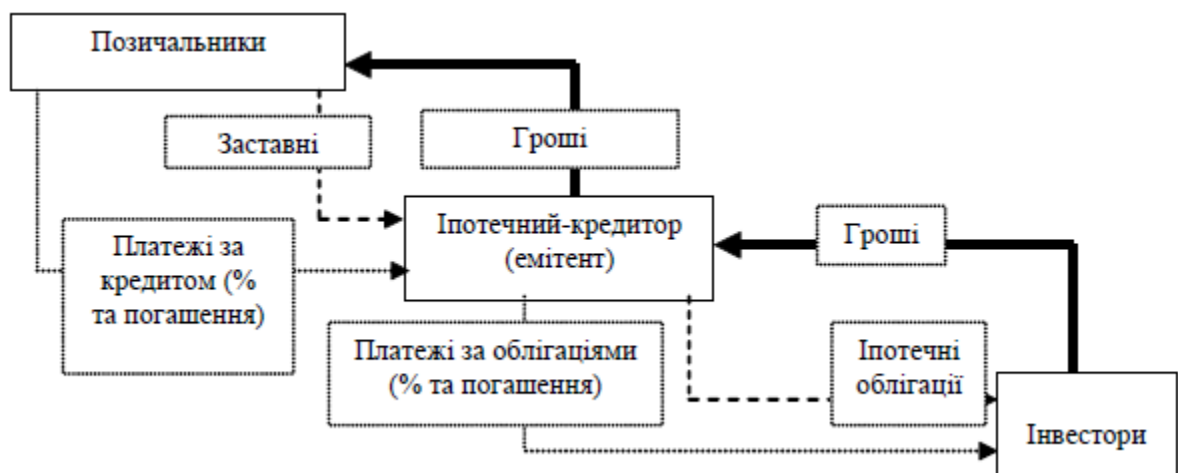 Позичальники
Заставні
Гроші
Іпотечний-кредитор
(емітент)
Гроші
Платежі за
кредитом (%
та погашення)
Платежі за облігаціями
(% та погашення)
Іпотечні
облігації
Інвестори